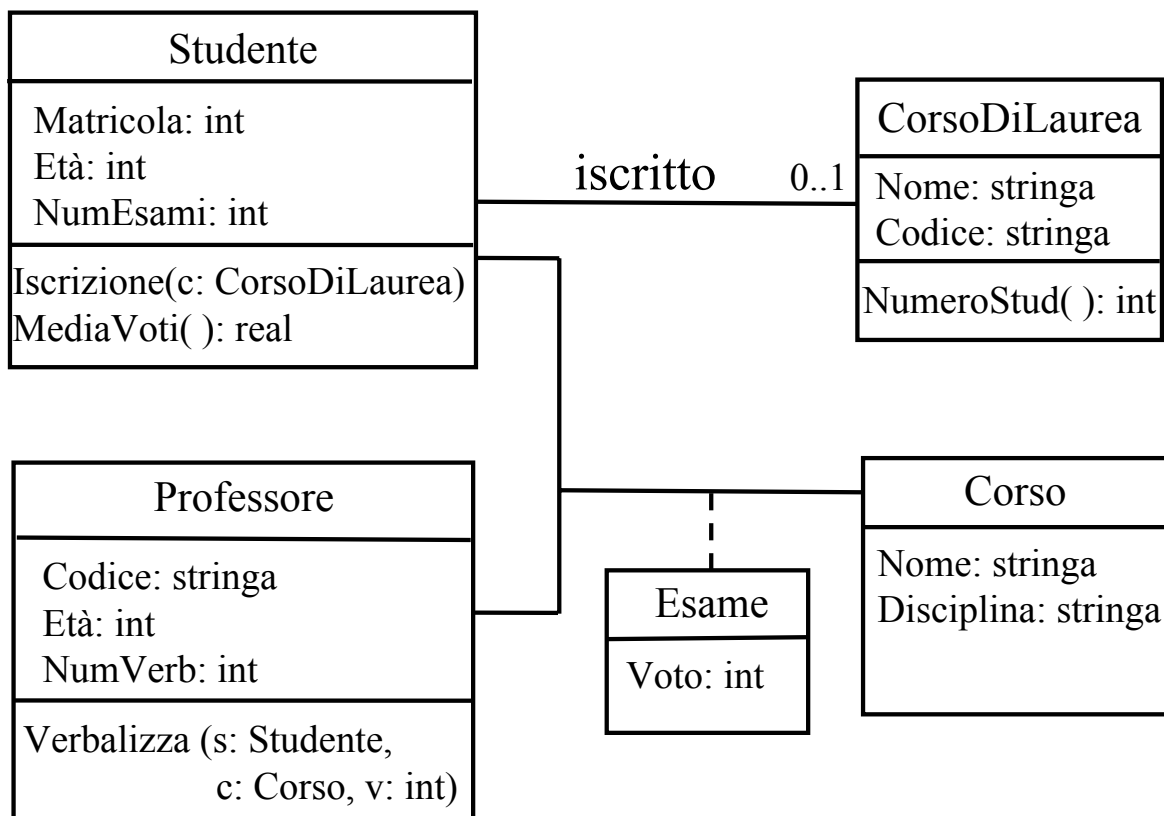 Studente
Matricola: int
Età: int
NumEsami: int
Iscrizione(c: CorsoDiLaurea)
MediaVoti( ): real
iscritto
0..1
CorsoDiLaurea
Nome: stringa
Codice: stringa
NumeroStud( ): int
Professore
Codice: stringa
Età: int
NumVerb: int
Verbalizza (s: Studente,
c: Corso, v: int)
Esame
Voto: int
Corso
Nome: stringa
Disciplina: stringa